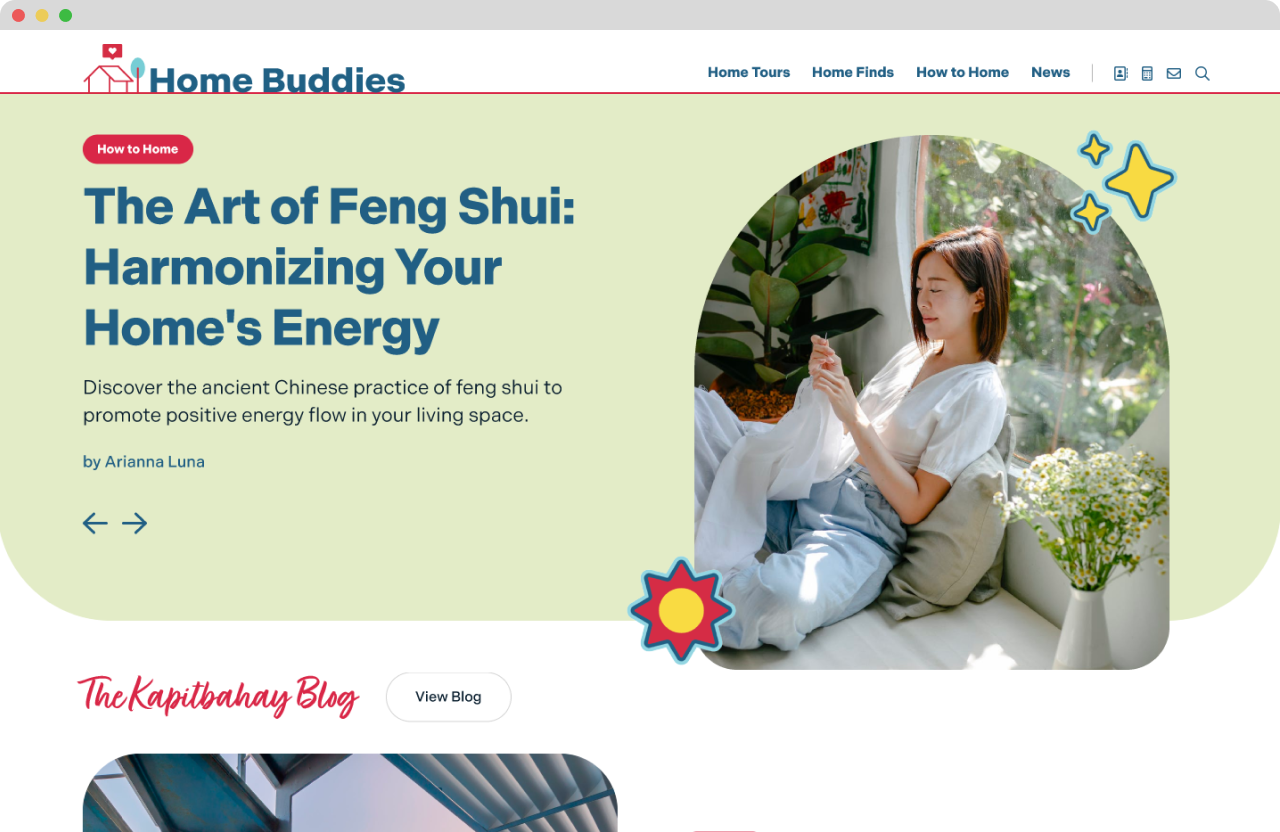 Home Buddies
Home Tours
Home Finds
How to Home
News
How to Home
The Art of Feng Shui:
Harmonizing Your
Home's Energy
Discover the ancient Chinese practice of feng shui to
promote positive energy flow in your living space.
by Arianna Luna
The Kapitbahay Blog
View Blog